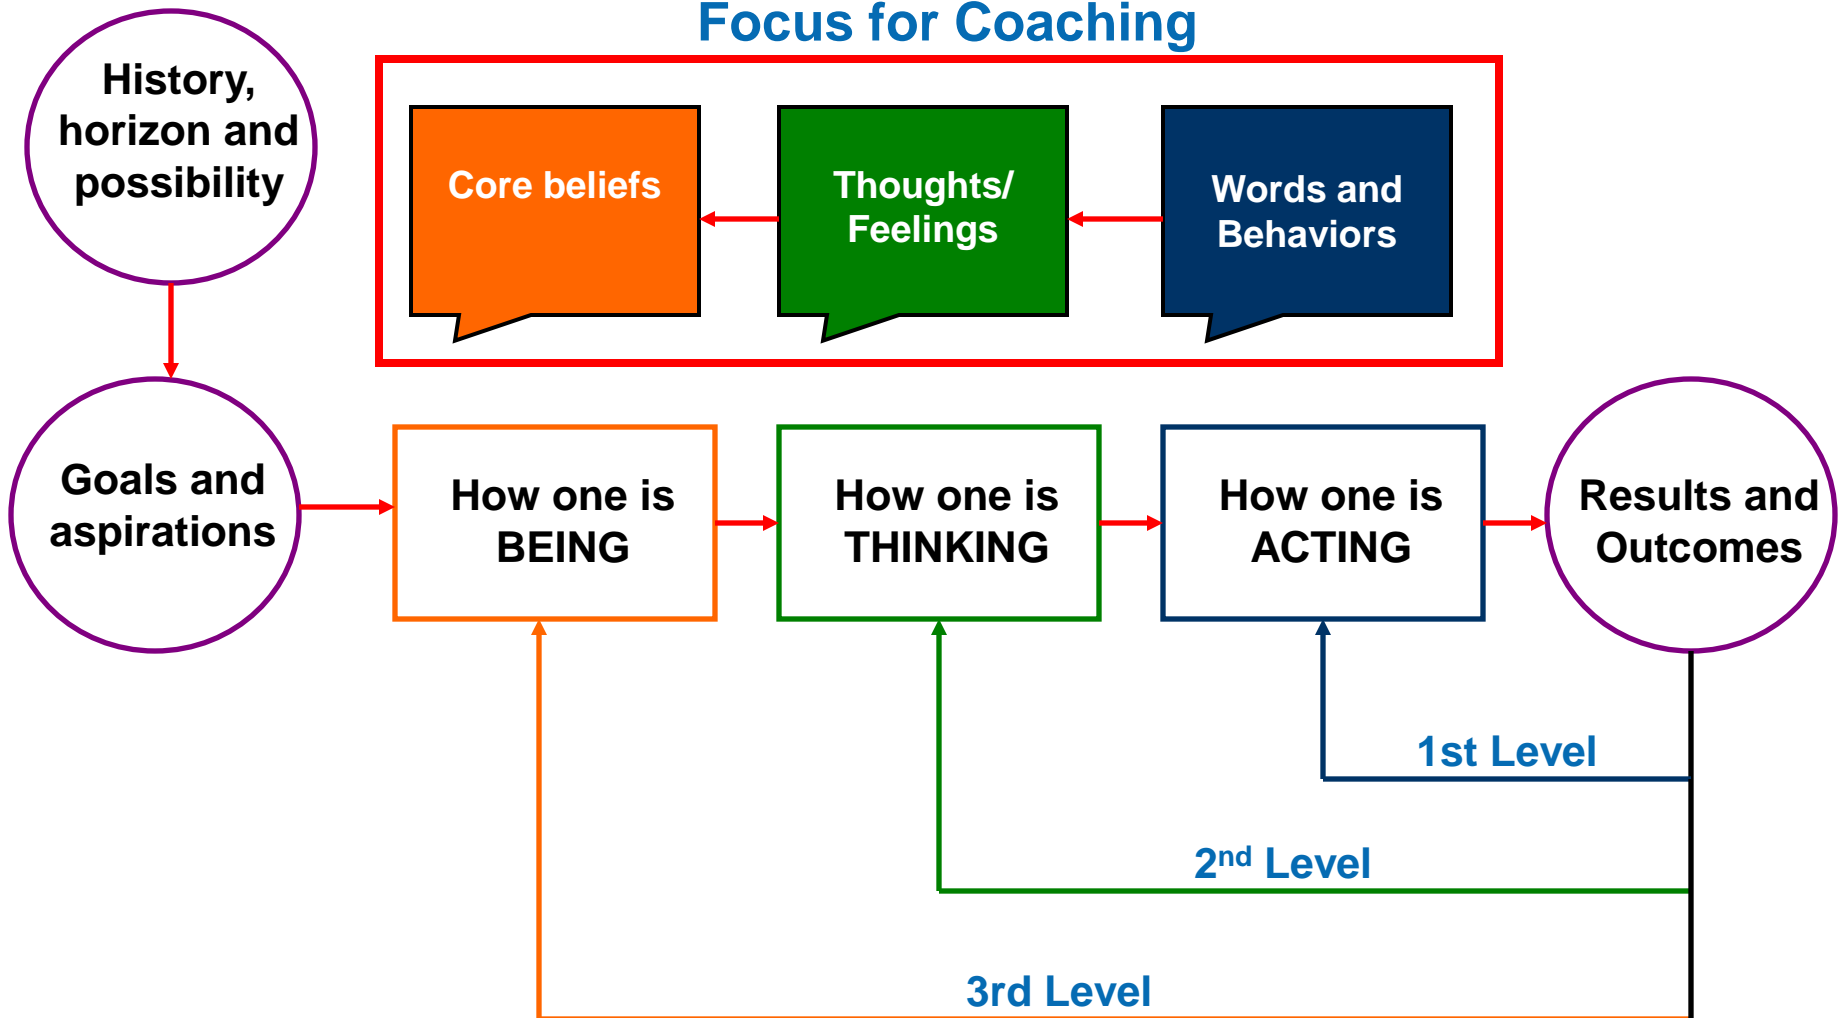 Focus for Coaching
History,
horizon and
possibility
Core beliefs
Thoughts/
Feelings
Words and
Behaviors
Goals and
aspirations
How one is
BEING
How one is
THINKING
How one is
ACTING
Results and
Outcomes
1st Level
2nd Level
3rd Level